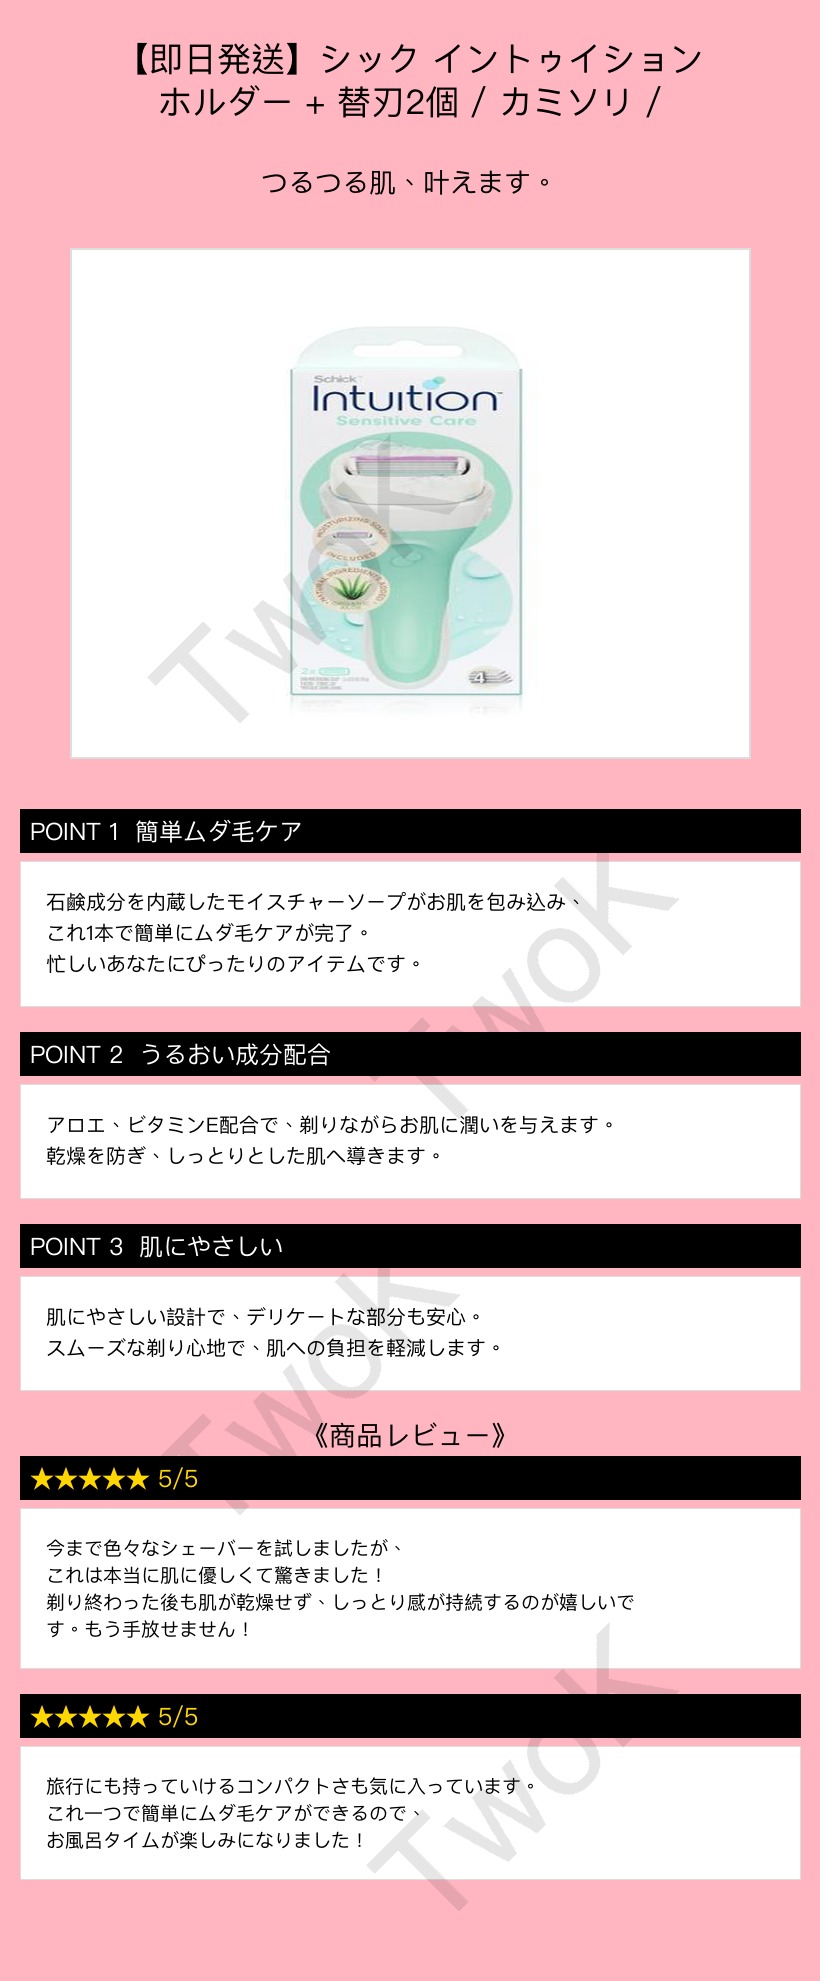 【即日発送】シック イントゥイション
ホルダー + 替刃2個 / カミソリ /
つるつる肌、叶えます。
Schick
Intuition
Sensitive Care
MOISTURIZING SOAP
INCLUDED
NATURAL INGREDIENTS ADDED
ORGANIC
ALOE
2x
4
TwoK
POINT 1 簡単ムダ毛ケア
石鹸成分を内蔵したモイスチャーソープがお肌を包み込み、
これ1本で簡単にムダ毛ケアが完了。
忙しいあなたにぴったりのアイテムです。
TwoK
POINT 2 うるおい成分配合
アロエ、ビタミンE配合で、剃りながらお肌に潤いを与えます。
乾燥を防ぎ、しっとりとした肌へ導きます。
POINT 3 肌にやさしい
肌にやさしい設計で、デリケートな部分も安心。
スムーズな剃り心地で、肌への負担を軽減します。
TwoK
《商品レビュー》
★★★★★ 5/5
今まで色々なシェーバーを試しましたが、
これは本当に肌に優しくて驚きました！
剃り終わった後も肌が乾燥せず、しっとり感が持続するのが嬉しいで
す。もう手放せません！
★★★★★ 5/5
旅行にも持っていけるコンパクトさも気に入っています。
これ一つで簡単にムダ毛ケアができるので、
お風呂タイムが楽しみになりました！
TwoK